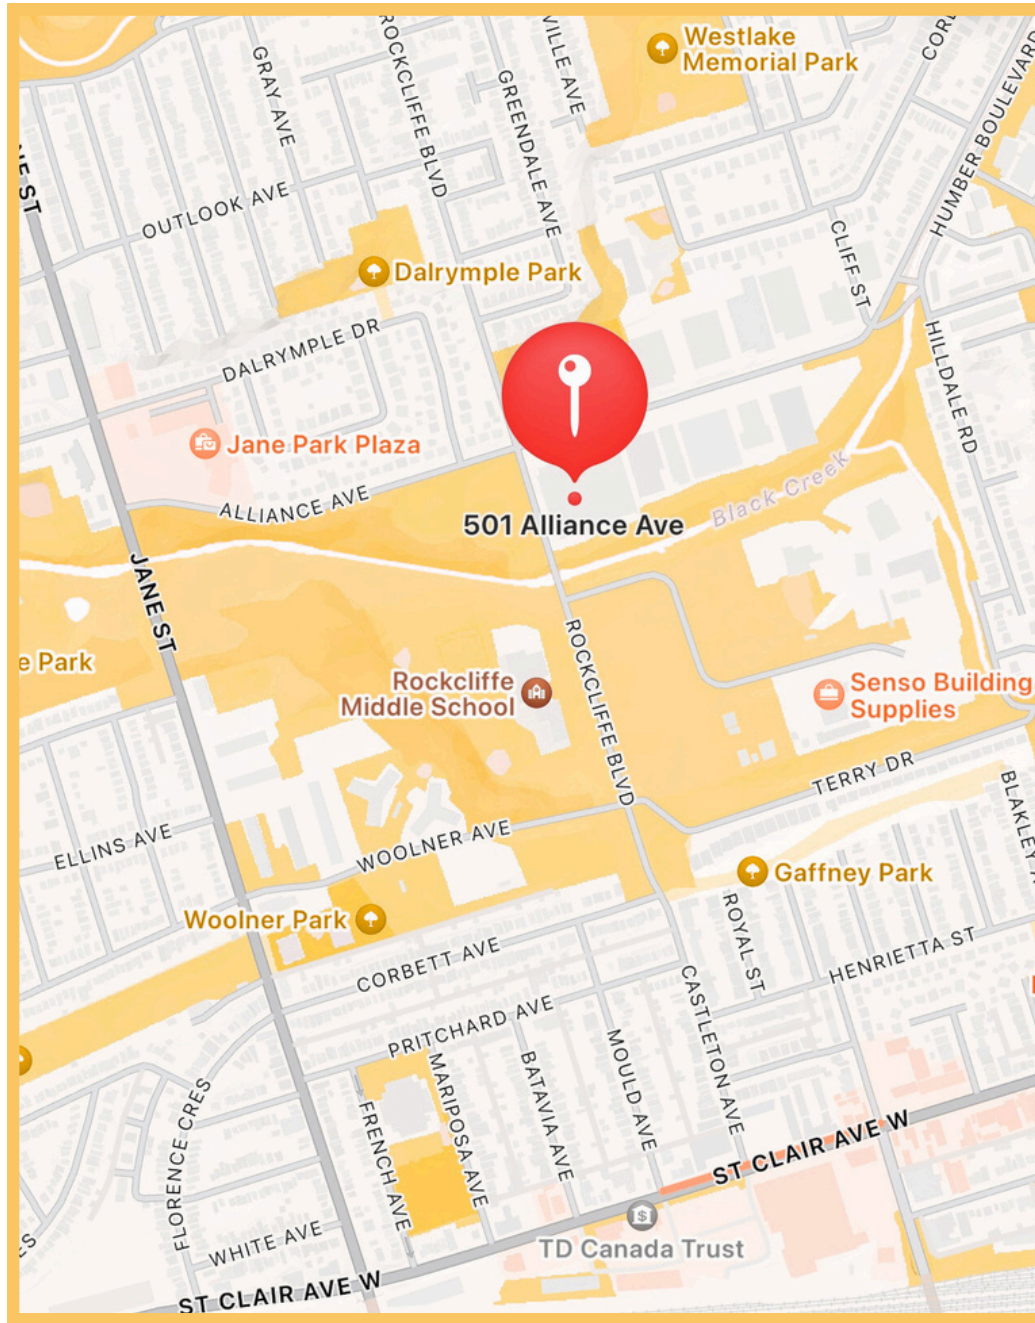 GRAY AVE
ROCKCLIFFE BLVD
GREENDALE AVE
VILLE AVE
Westlake
Memorial Park
HUMBER BOULEVARD
NE ST
OUTLOOK AVE
Dalrymple Park
CLIFF ST
DALRYMPLE DR
HILLDALE RD
Jane Park Plaza
ALLIANCE AVE
Black Creek
501 Alliance Ave
JANE ST
e Park
Rockcliffe
Middle School
ROCKCLIFFE BLVD
Senso Building
Supplies
TERRY DR
ELLINS AVE
WOOLNER AVE
BLAKLEY
Gaffney Park
Woolner Park
ROYAL ST
CORBETT AVE
HENRIETTA ST
PRITCHARD AVE
CASTLETON AVE
MOULD AVE
BATAVIA AVE
MARIPOSA AVE
FRENCH AVE
FLORENCE CRES
ST CLAIR AVE W
WHITE AVE
TD Canada Trust
ST CLAIR AVE W